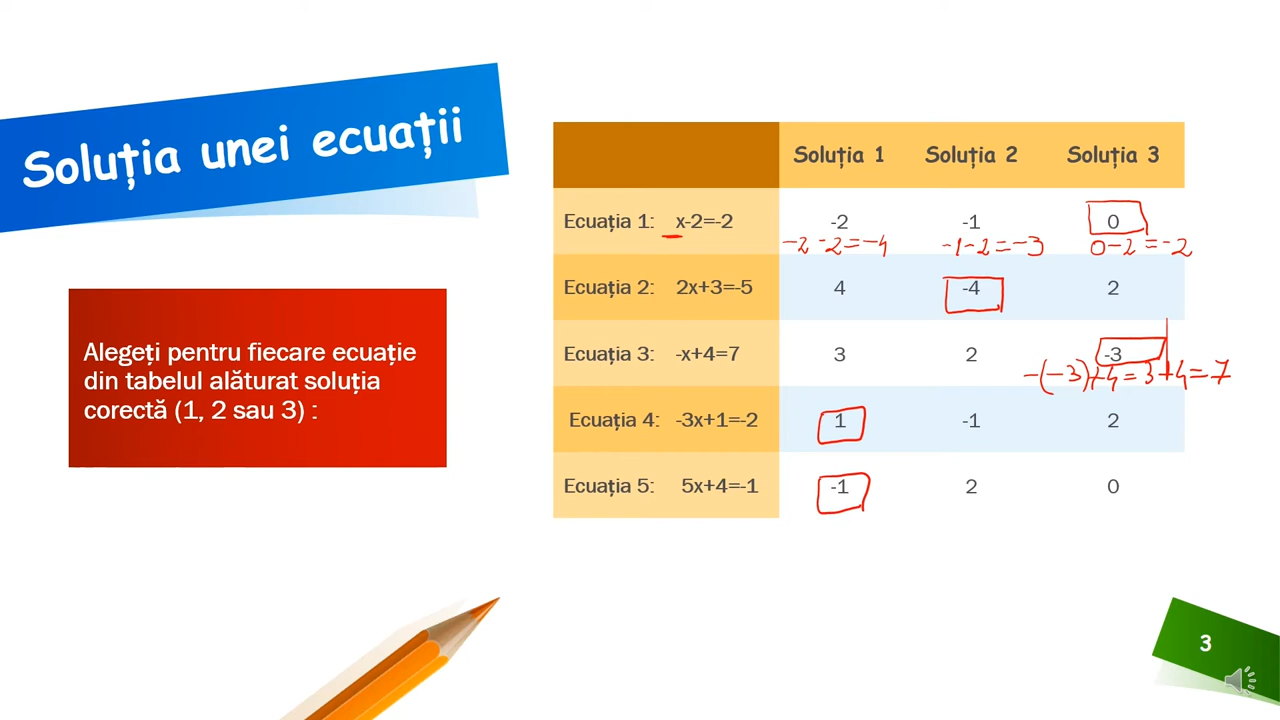 Soluția unei ecuații
Alegeți pentru fiecare ecuație
din tabelul alăturat soluția
corectă (1, 2 sau 3) :
Soluția 1 Soluția 2 Soluția 3
Ecuația 1: x-2=-2 -2 -1 0
-2-2=-4 -1-2=-3 0-2=-2
Ecuația 2: 2x+3=-5 4 -4 2
Ecuația 3: -x+4=7 3 2 -3
-(-3)+4=3+4=7
Ecuația 4: -3x+1=-2 1 -1 2
Ecuația 5: 5x+4=-1 -1 2 0
3